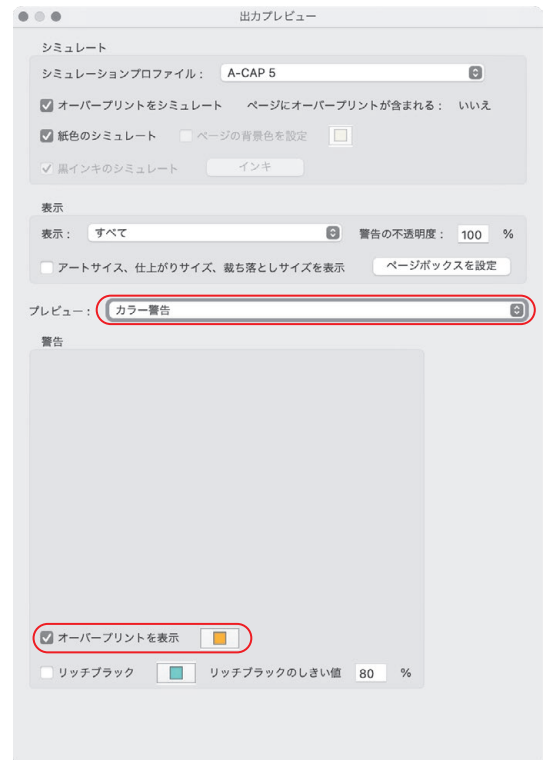 出力プレビュー
シミュレート
シミュレーションプロファイル： A-CAP 5
オーバープリントをシミュレート ページにオーバープリントが含まれる： いいえ
紙色のシミュレート ページの背景色を設定
黒インキのシミュレート インキ
表示
表示： すべて 警告の不透明度： 100 %
アートサイズ、仕上がりサイズ、裁ち落としサイズを表示 ページボックスを設定
プレビュー： カラー警告
警告
オーバープリントを表示
リッチブラック リッチブラックのしきい値 80 %